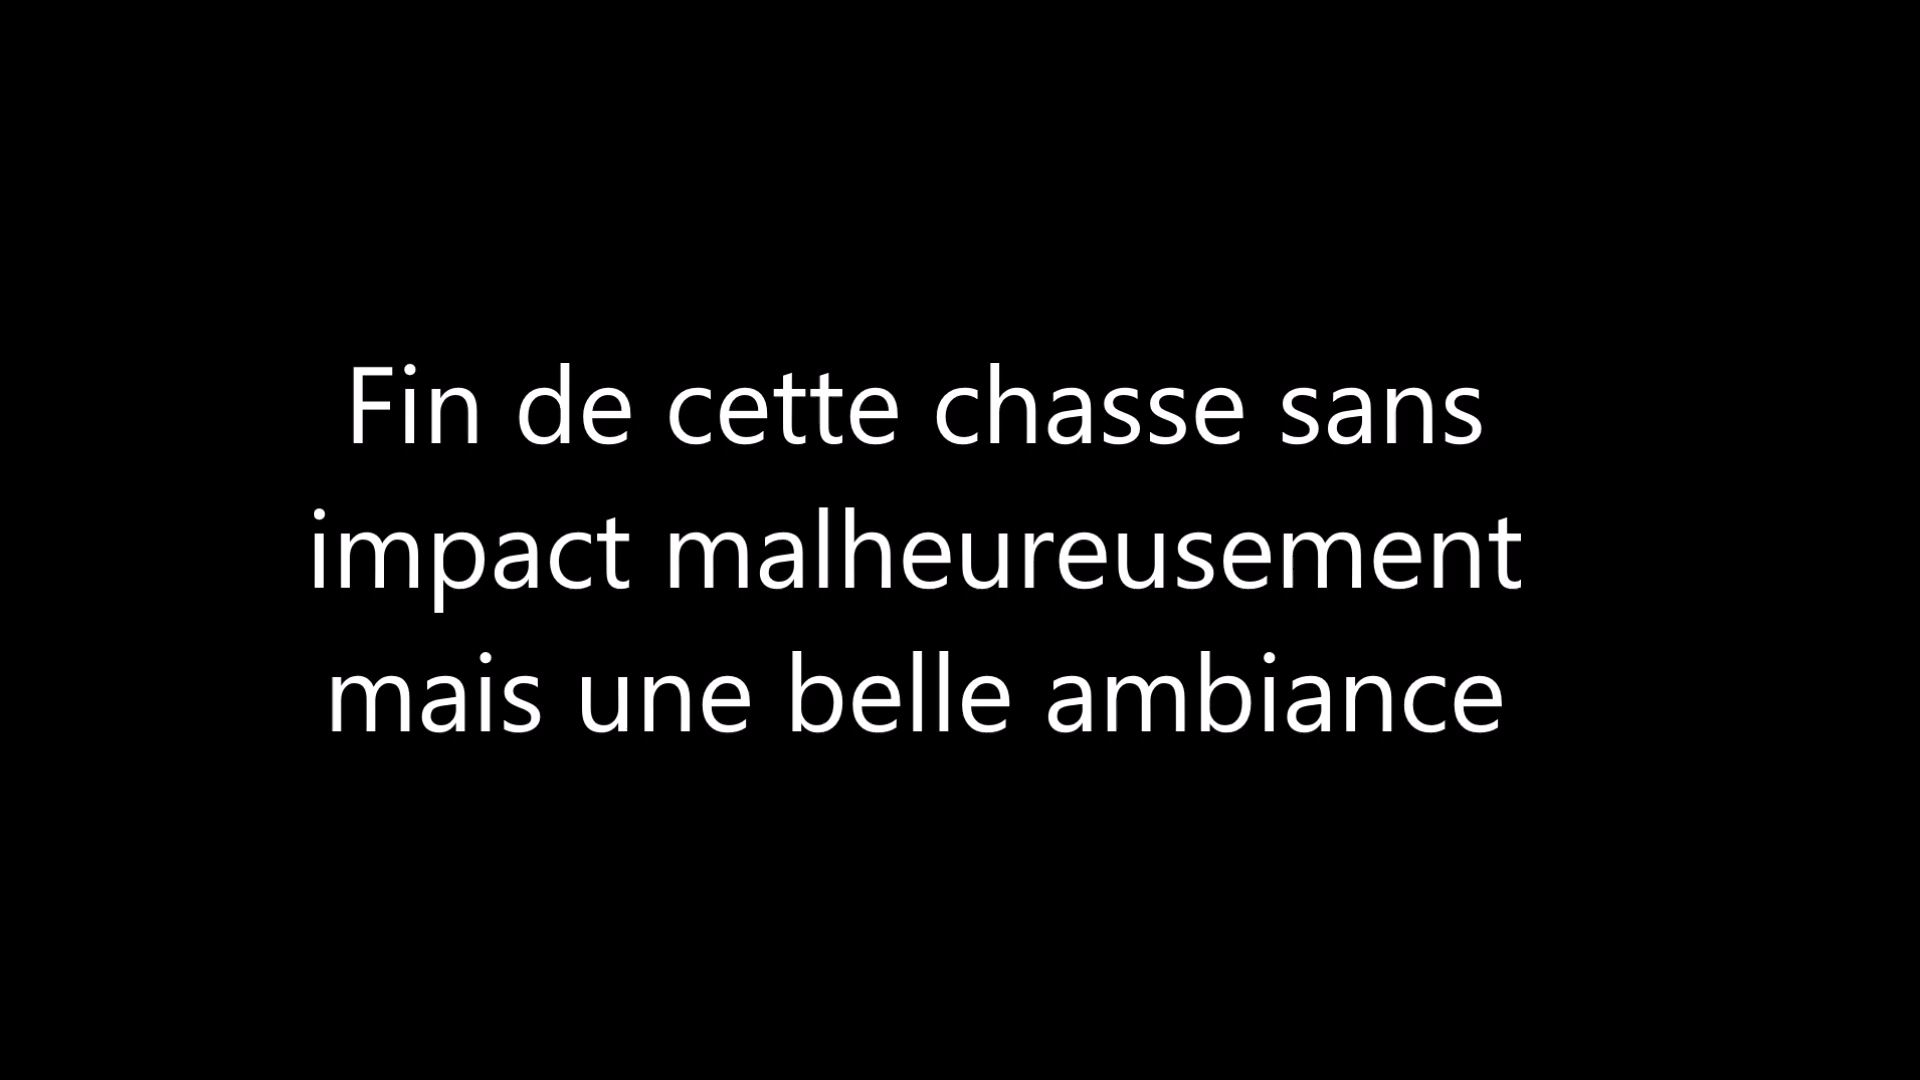 Fin de cette chasse sans
impact malheureusement
mais une belle ambiance